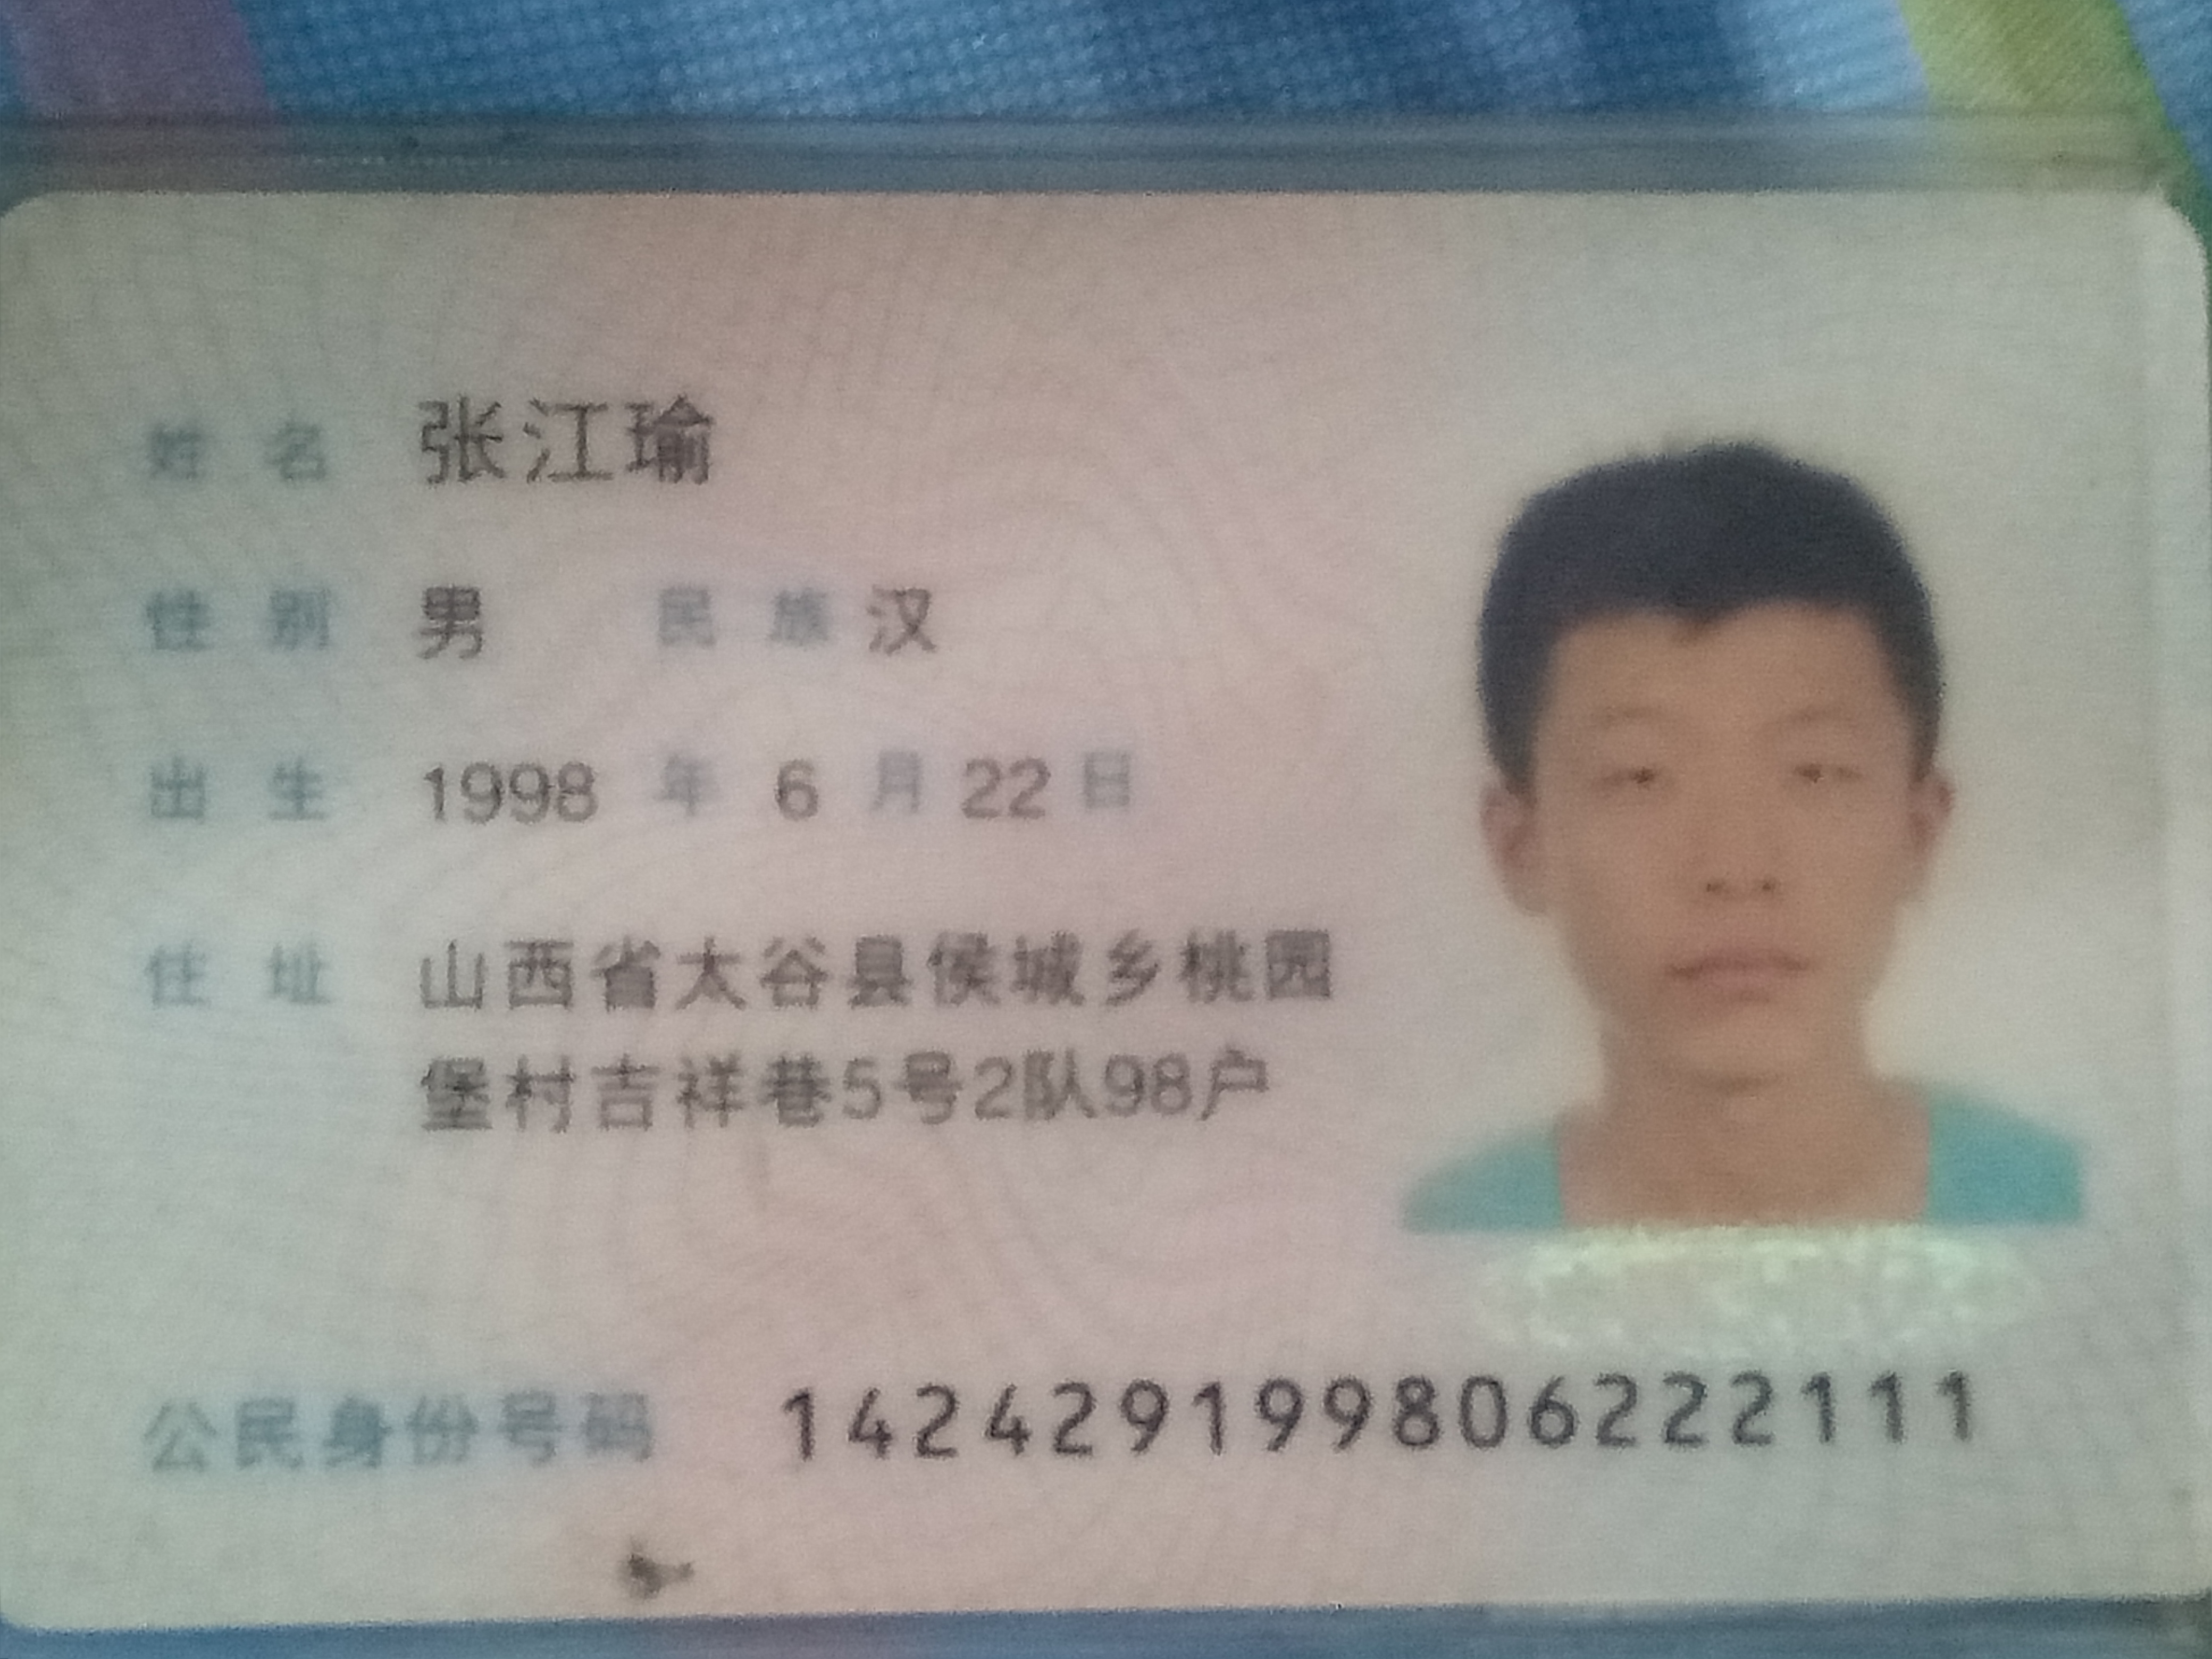 姓名 张江瑜
性别 男 民族 汉
出生 1998 年 6 月 22 日
住址 山西省太谷县侯城乡桃园
堡村吉祥巷5号2队98户
公民身份号码 142429199806222111